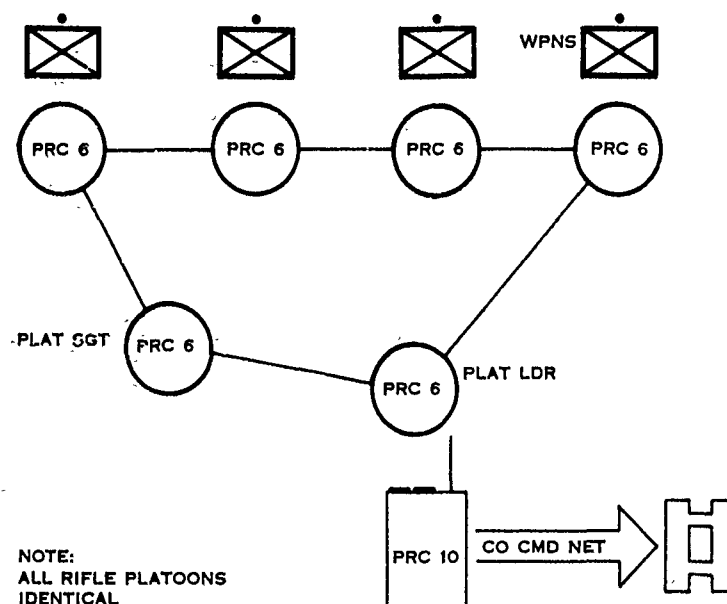 WPNS
PRC 6
PRC 6
PRC 6
PRC 6
PLAT SGT
PRC 6
PRC 6
PLAT LDR
PRC 10
CO CMD NET
NOTE:
ALL RIFLE PLATOONS
IDENTICAL